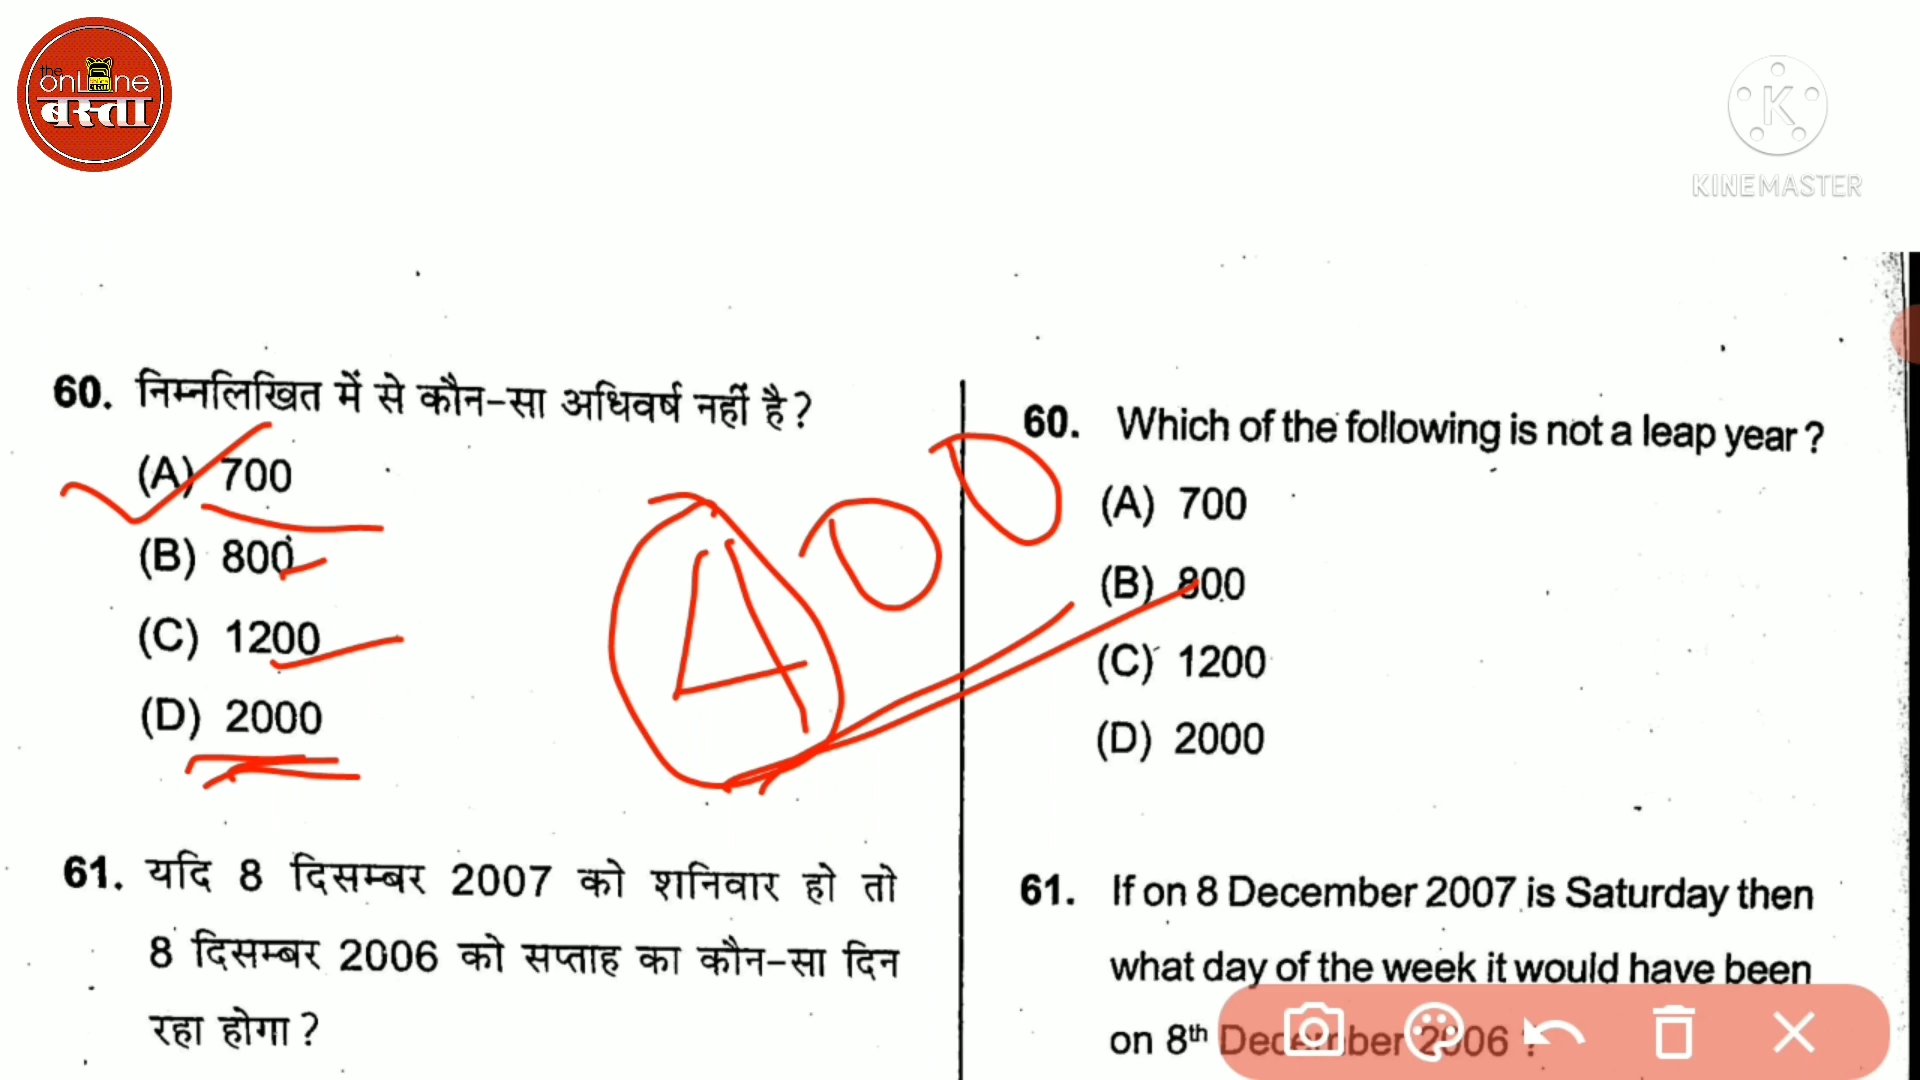 the
onLine
बस्ता
KINEMASTER
60. निम्नलिखित में से कौन-सा अधिवर्ष नहीं है ?
(A) 700
(B) 800
(C) 1200
(D) 2000
400
61. यदि 8 दिसम्बर 2007 को शनिवार हो तो
8 दिसम्बर 2006 को सप्ताह का कौन-सा दिन
रहा होगा ?
60. Which of the following is not a leap year ?
(A) 700
(B) 800
(C) 1200
(D) 2000
61. If on 8 December 2007 is Saturday then
what day of the week it would have been
on 8th December 2006 ?